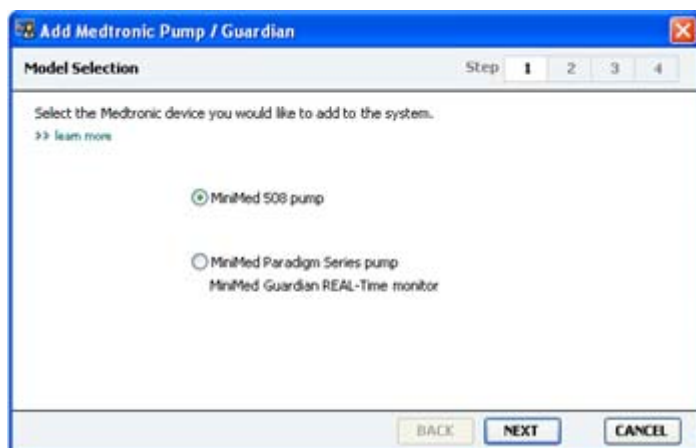 Add Medtronic Pump / Guardian
Model Selection Step 1 2 3 4
Select the Medtronic device you would like to add to the system.
>> learn more
MiniMed 508 pump
MiniMed Paradigm Series pump
MiniMed Guardian REAL-Time monitor
BACK NEXT CANCEL